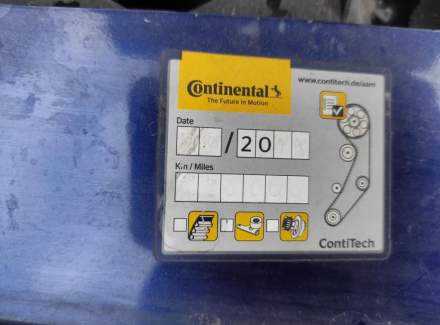 Continental
The Future in Motion
www.contitech.de/aam
Date
/ 20
Km / Miles
ContiTech